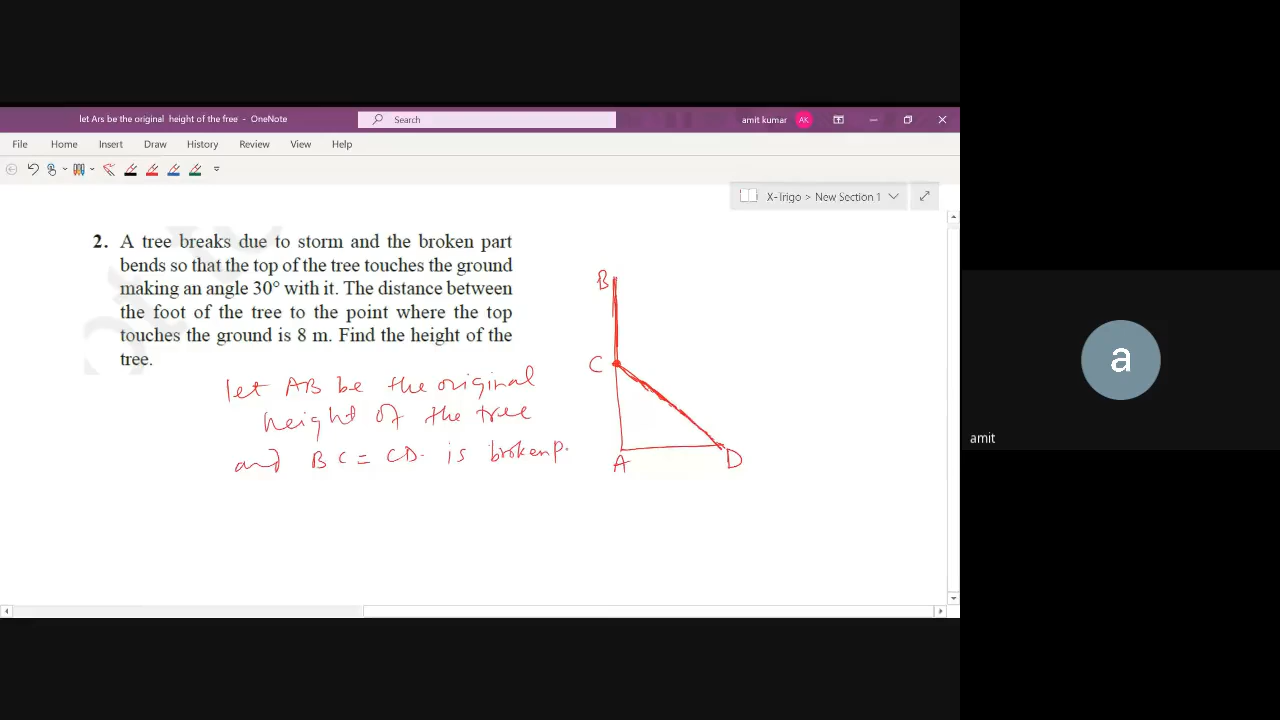 let Ars be the original height of the free - OneNote
Search
amit kumar
AK
File Home Insert Draw History Review View Help
X-Trigo > New Section 1
2. A tree breaks due to storm and the broken part
bends so that the top of the tree touches the ground
making an angle 30° with it. The distance between
the foot of the tree to the point where the top
touches the ground is 8 m. Find the height of the
tree.
let AB be the original
height of the tree
and BC = CD. is broken p.
B
C
A
D
a
amit